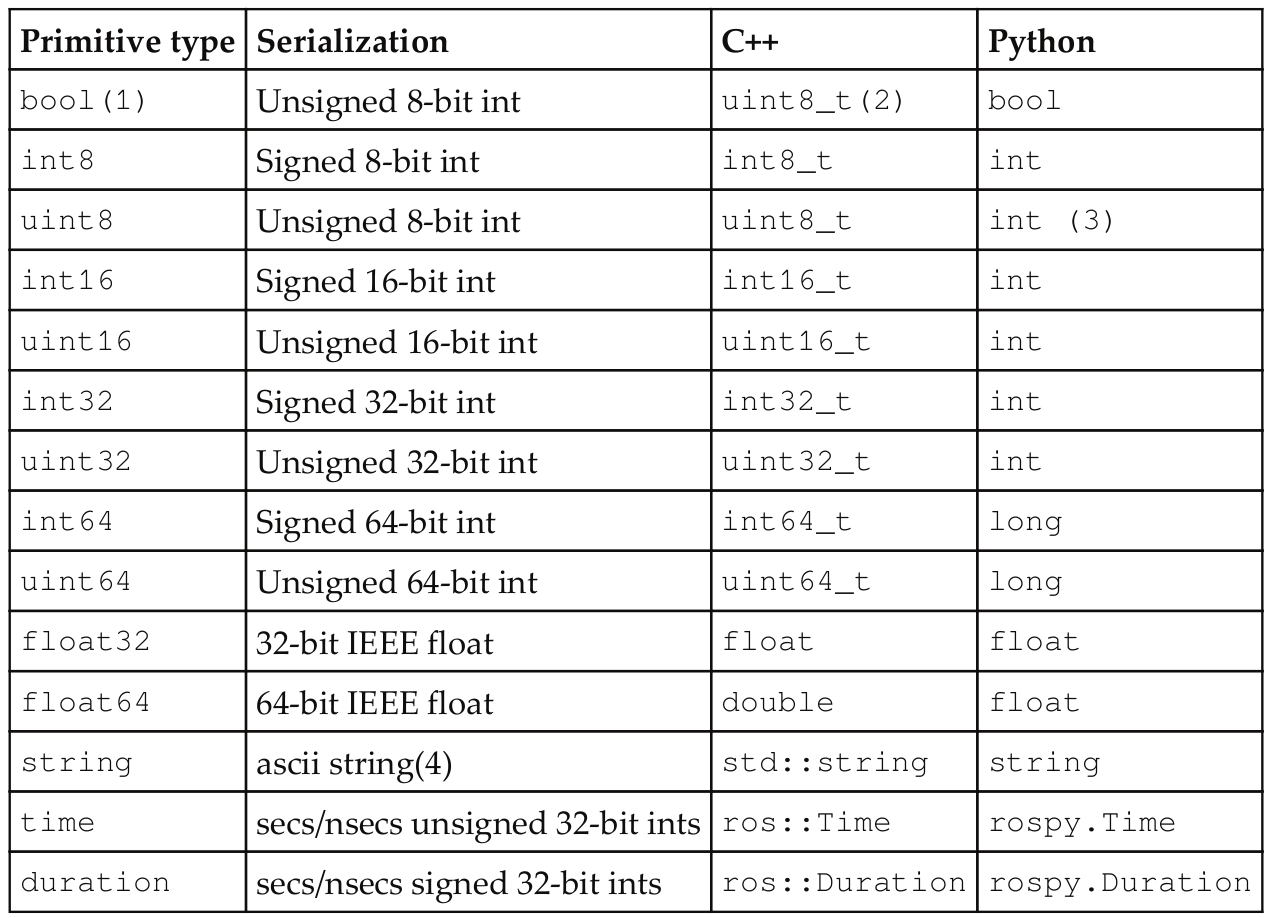 Primitive type Serialization C++ Python
bool(1) Unsigned 8-bit int uint8_t(2) bool
int8 Signed 8-bit int int8_t int
uint8 Unsigned 8-bit int uint8_t int (3)
int16 Signed 16-bit int int16_t int
uint16 Unsigned 16-bit int uint16_t int
int32 Signed 32-bit int int32_t int
uint32 Unsigned 32-bit int uint32_t int
int64 Signed 64-bit int int64_t long
uint64 Unsigned 64-bit int uint64_t long
float32 32-bit IEEE float float float
float64 64-bit IEEE float double float
string ascii string(4) std::string string
time secs/nsecs unsigned 32-bit ints ros::Time rospy.Time
duration secs/nsecs signed 32-bit ints ros::Duration rospy.Duration